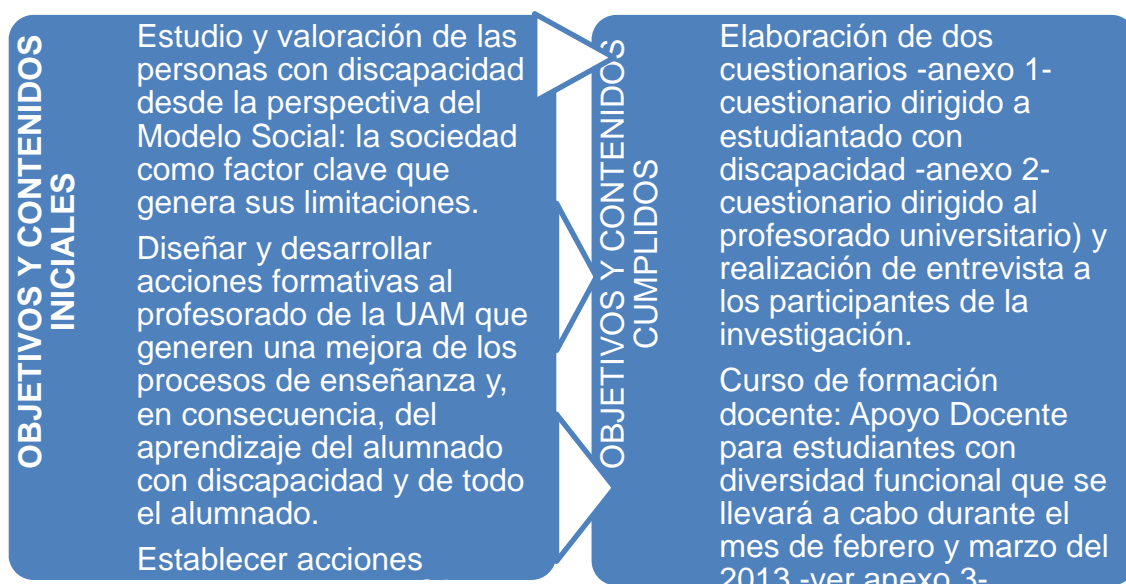 OBJETIVOS Y CONTENIDOS
INICIALES
Estudio y valoración de las
personas con discapacidad
desde la perspectiva del
Modelo Social: la sociedad
como factor clave que
genera sus limitaciones.
Diseñar y desarrollar
acciones formativas al
profesorado de la UAM que
generen una mejora de los
procesos de enseñanza y,
en consecuencia, del
aprendizaje del alumnado
con discapacidad y de todo
el alumnado.
Establecer acciones
OBJETIVOS Y CONTENIDOS
CUMPLIDOS
Elaboración de dos
cuestionarios -anexo 1-
cuestionario dirigido a
estudiantado con
discapacidad -anexo 2-
cuestionario dirigido al
profesorado universitario) y
realización de entrevista a
los participantes de la
investigación.
Curso de formación
docente: Apoyo Docente
para estudiantes con
diversidad funcional que se
llevará a cabo durante el
mes de febrero y marzo del
2013 -ver anexo 3-